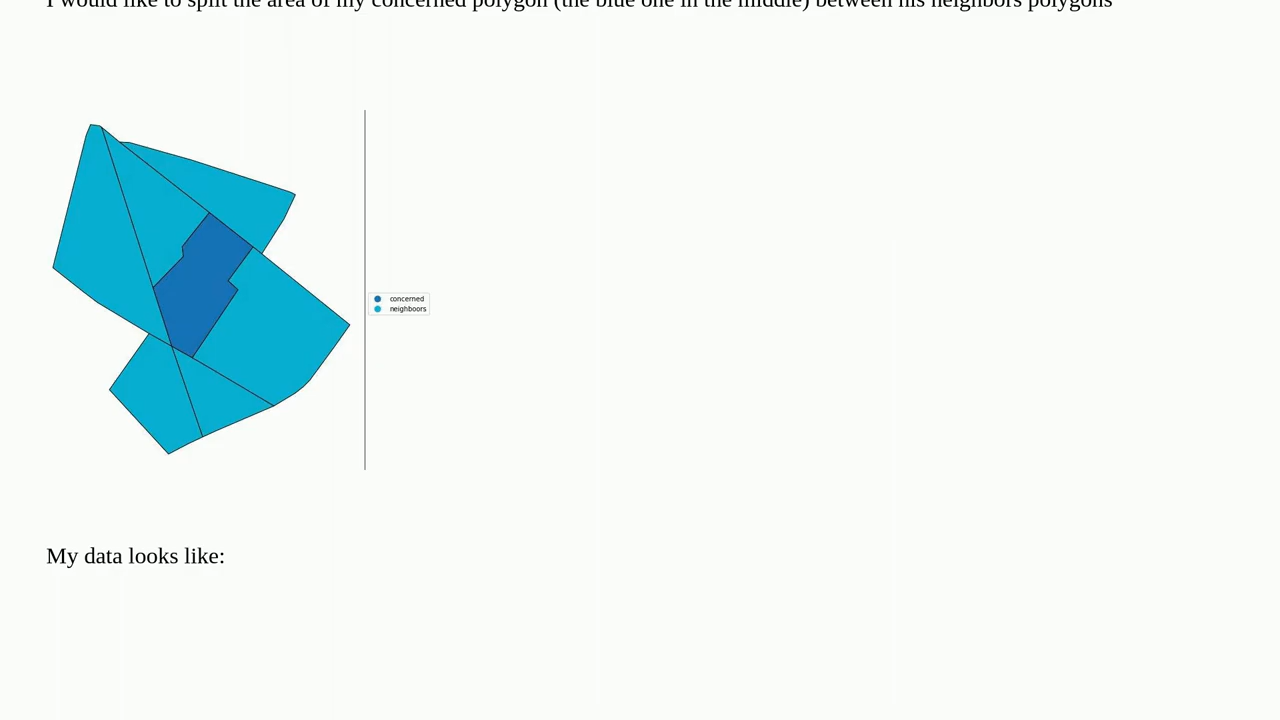 I would like to split the area of my concerned polygon (the blue one in the middle) between his neighbors polygons
concerned
neighboors
My data looks like: